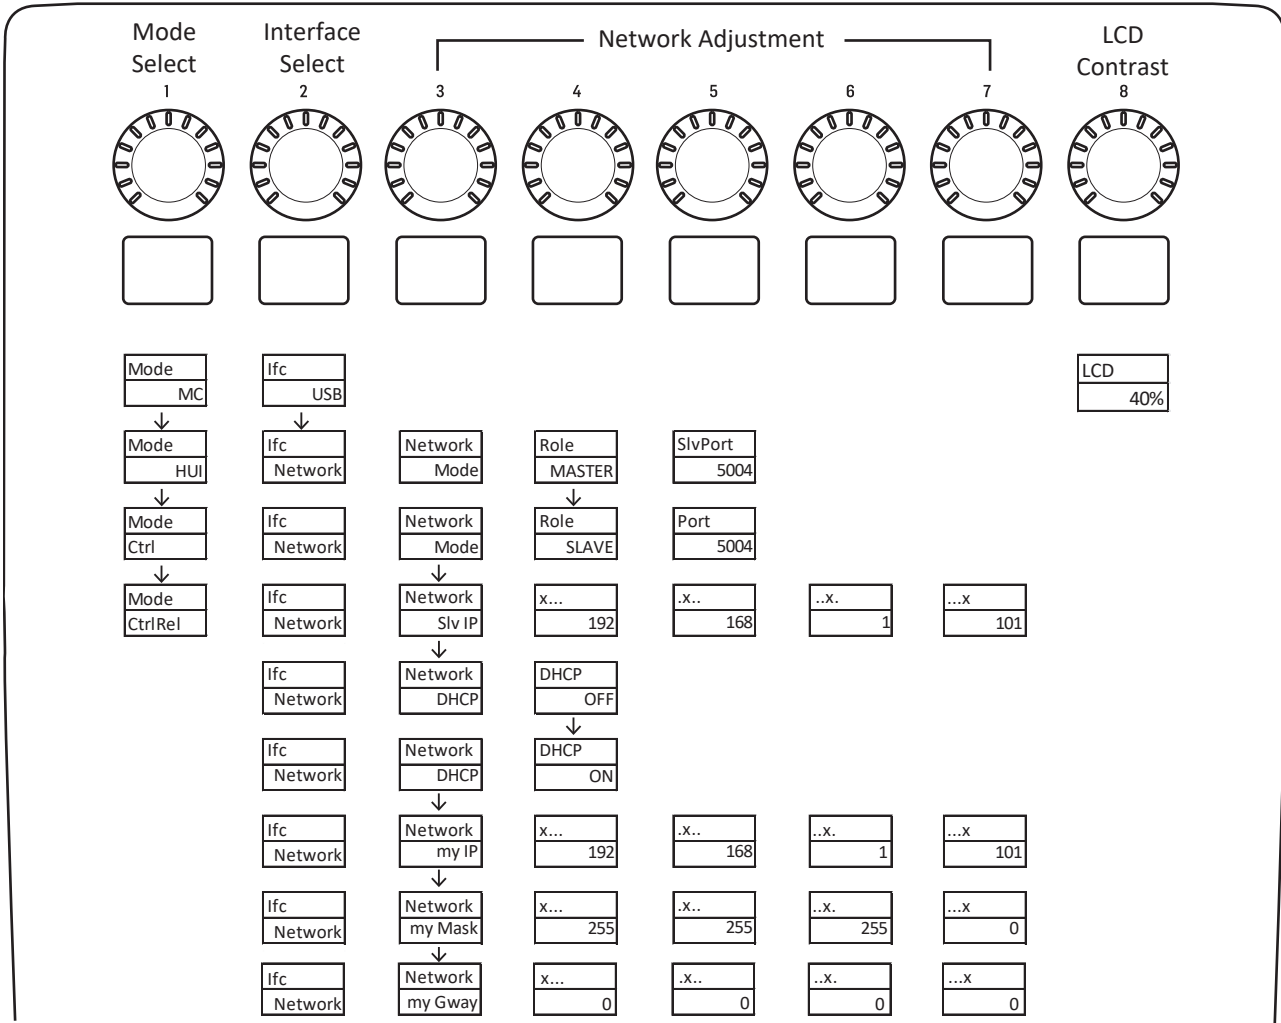 Mode
Select
Interface
Select
Network Adjustment
LCD
Contrast
1 2 3 4 5 6 7 8
Mode Ifc LCD
MC USB 40%
Mode Ifc Network Role SlvPort
HUI Network Mode MASTER 5004
Mode Ifc Network Role Port
Ctrl Network Mode SLAVE 5004
Mode Ifc Network x... .x.. ..x. ...x
CtrlRel Network Slv IP 192 168 1 101
Ifc Network DHCP
Network DHCP OFF
Ifc Network DHCP
Network DHCP ON
Ifc Network x... .x.. ..x. ...x
Network my IP 192 168 1 101
Ifc Network x... .x.. ..x. ...x
Network my Mask 255 255 255 0
Ifc Network x... .x.. ..x. ...x
Network my Gway 0 0 0 0